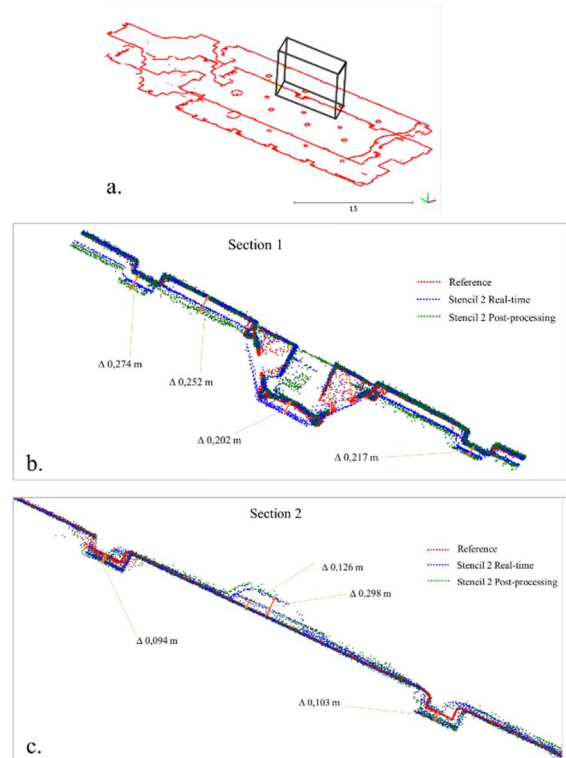 15
a.
Section 1
Reference
Stencil 2 Real-time
Stencil 2 Post-processing
Δ 0,274 m
Δ 0,252 m
Δ 0,202 m
Δ 0,217 m
b.
Section 2
Reference
Stencil 2 Real-time
Stencil 2 Post-processing
Δ 0,126 m
Δ 0,298 m
Δ 0,094 m
Δ 0,103 m
c.